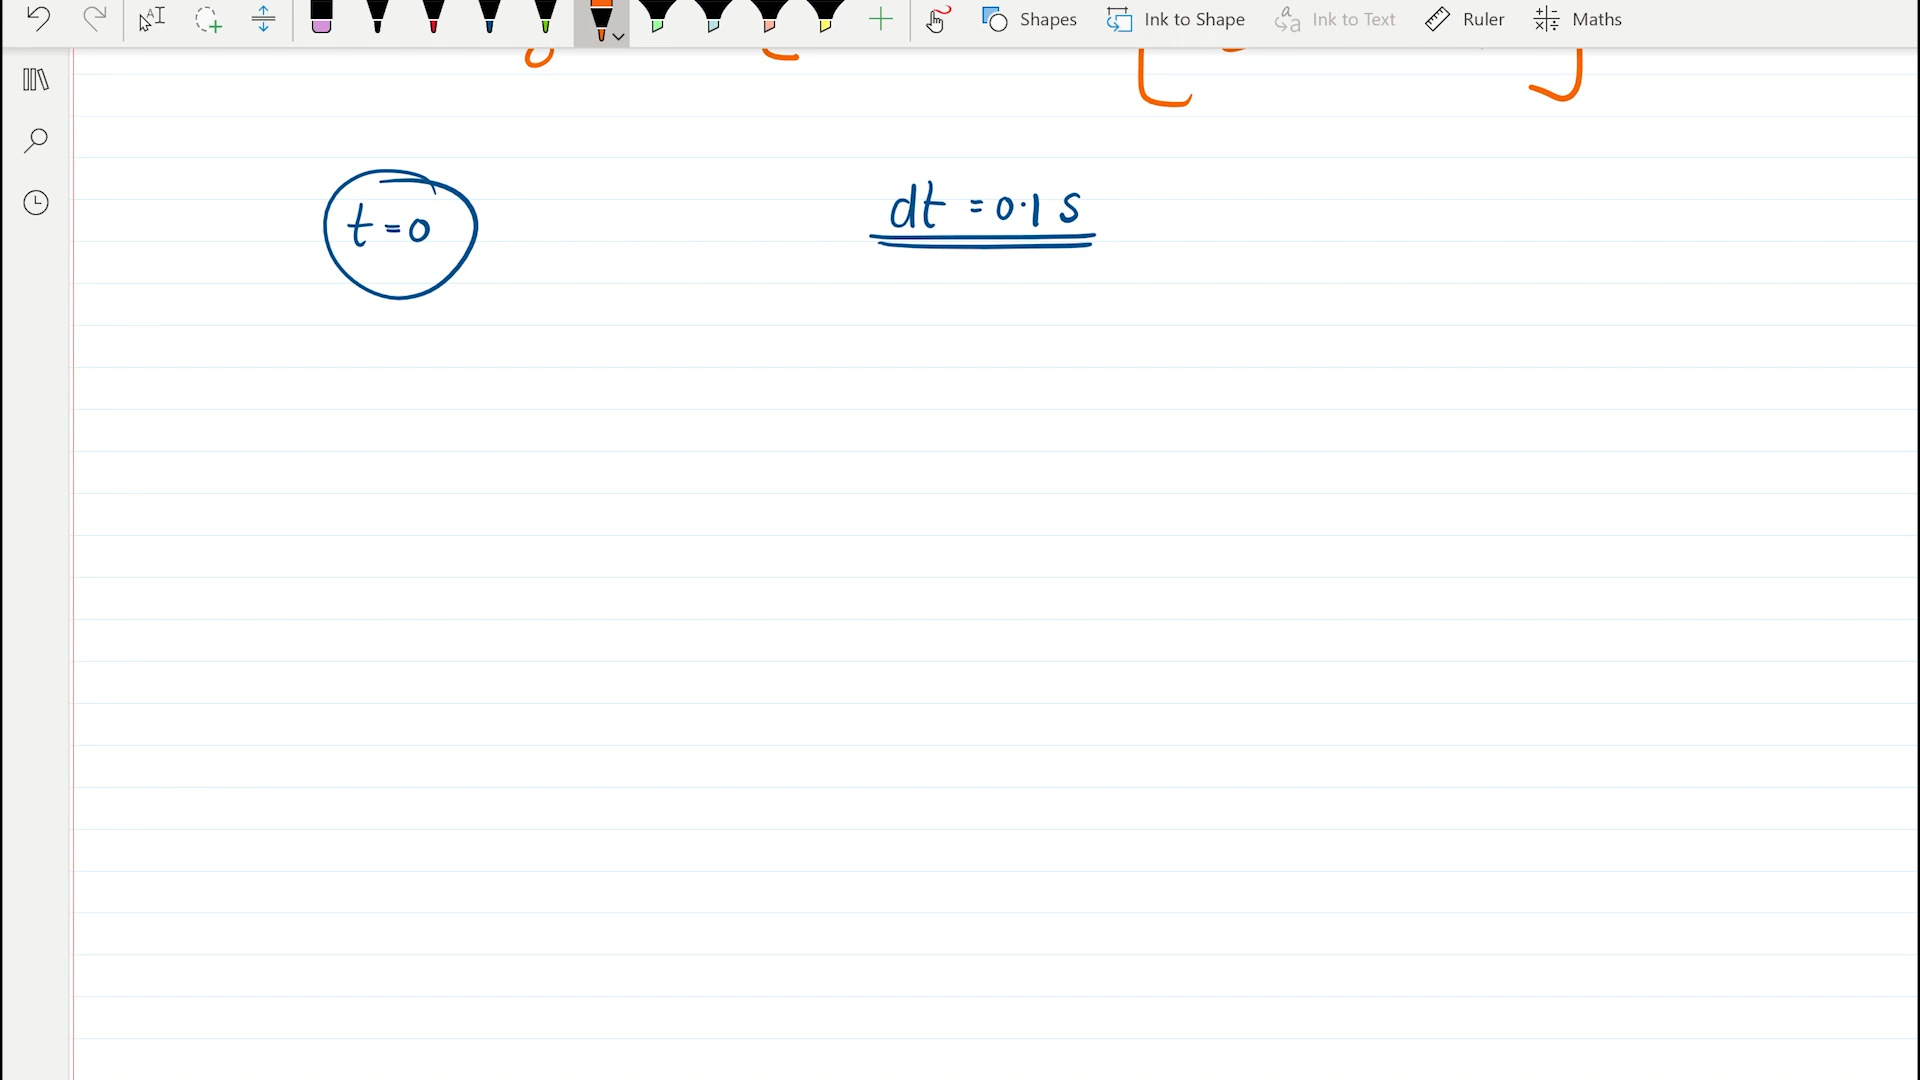 Shapes Ink to Shape Ink to Text Ruler Maths
t = 0
dt = 0.1 s